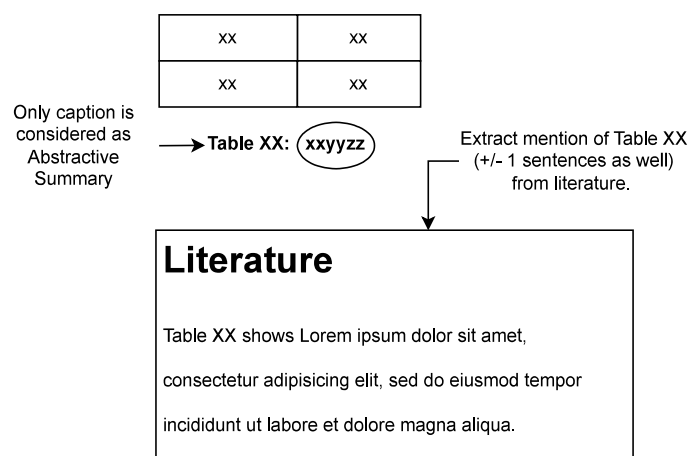 xx xx
xx xx
Only caption is
considered as
Abstractive
Summary
Table XX: xxyyzz
Extract mention of Table XX
(+/- 1 sentences as well)
from literature.
Literature
Table XX shows Lorem ipsum dolor sit amet,
consectetur adipisicing elit, sed do eiusmod tempor
incididunt ut labore et dolore magna aliqua.